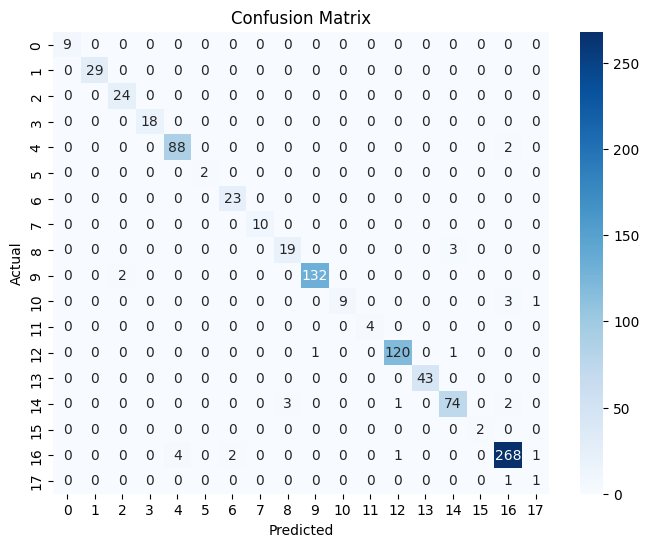 Confusion Matrix
0 9 0 0 0 0 0 0 0 0 0 0 0 0 0 0 0 0 0
1 0 29 0 0 0 0 0 0 0 0 0 0 0 0 0 0 0 0
2 0 0 24 0 0 0 0 0 0 0 0 0 0 0 0 0 0 0
3 0 0 0 18 0 0 0 0 0 0 0 0 0 0 0 0 0 0
4 0 0 0 0 88 0 0 0 0 0 0 0 0 0 0 0 2 0
5 0 0 0 0 0 2 0 0 0 0 0 0 0 0 0 0 0 0
6 0 0 0 0 0 0 23 0 0 0 0 0 0 0 0 0 0 0
7 0 0 0 0 0 0 0 10 0 0 0 0 0 0 0 0 0 0
8 0 0 0 0 0 0 0 0 19 0 0 0 0 0 3 0 0 0
9 0 0 2 0 0 0 0 0 0 132 0 0 0 0 0 0 0 0
10 0 0 0 0 0 0 0 0 0 0 9 0 0 0 0 0 3 1
11 0 0 0 0 0 0 0 0 0 0 0 4 0 0 0 0 0 0
12 0 0 0 0 0 0 0 0 0 1 0 0 120 0 1 0 0 0
13 0 0 0 0 0 0 0 0 0 0 0 0 0 43 0 0 0 0
14 0 0 0 0 0 0 0 0 3 0 0 0 1 0 74 0 2 0
15 0 0 0 0 0 0 0 0 0 0 0 0 0 0 0 2 0 0
16 0 0 0 0 4 0 2 0 0 0 0 0 1 0 0 0 268 1
17 0 0 0 0 0 0 0 0 0 0 0 0 0 0 0 0 1 1
0 1 2 3 4 5 6 7 8 9 10 11 12 13 14 15 16 17
Actual
Predicted
250
200
150
100
50
0